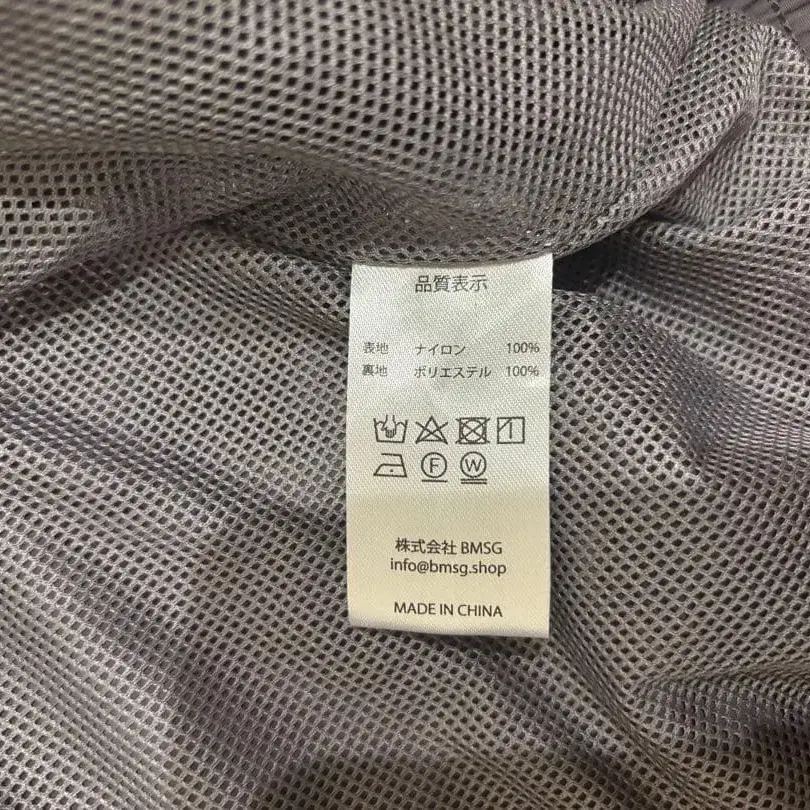 品質表示
表地 ナイロン 100%
裏地 ポリエステル 100%
F W
株式会社 BMSG
info@bmsg.shop
MADE IN CHINA